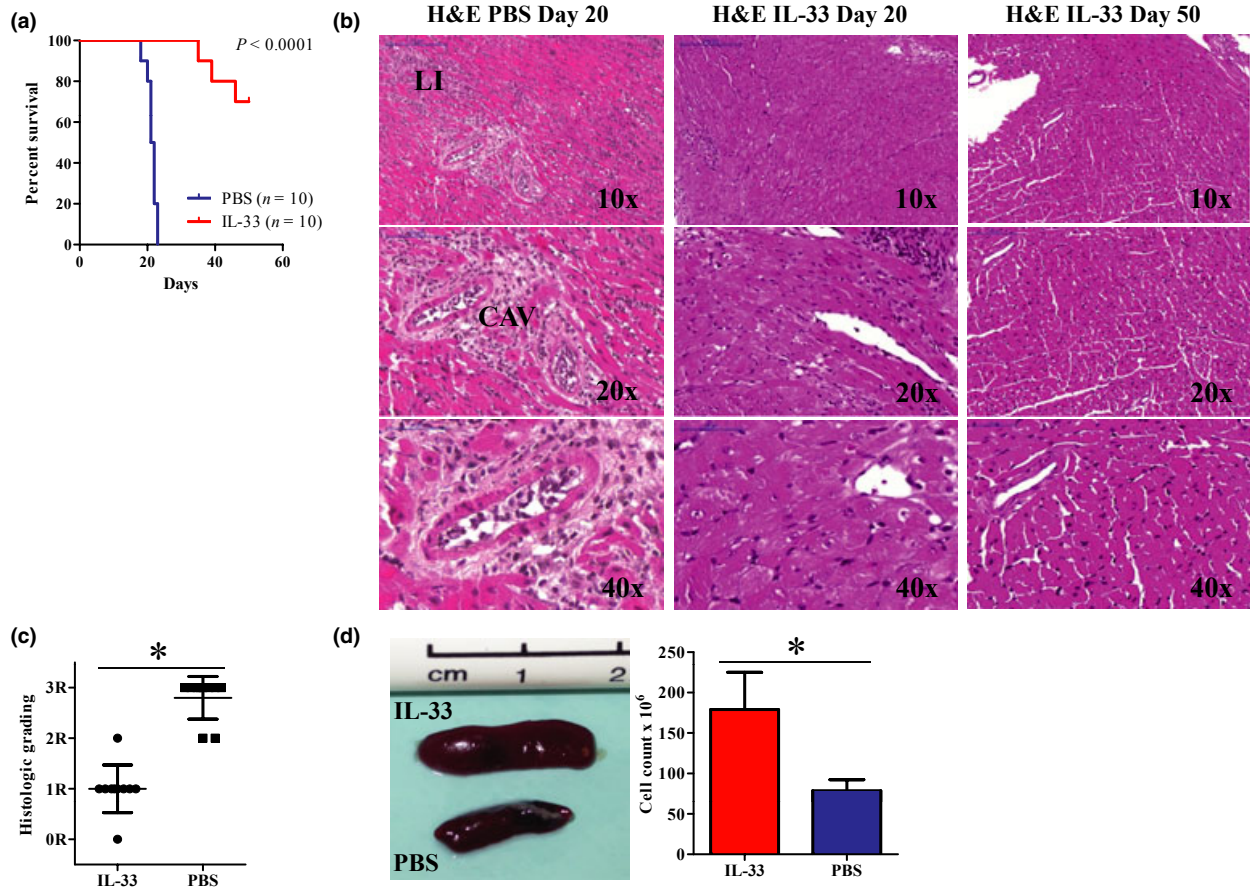 (a)
P < 0.0001
100
80
60
40
20
0
0 20 40 60
Percent survival
Days
PBS (n = 10)
IL-33 (n = 10)
(b)
H&E PBS Day 20
H&E IL-33 Day 20
H&E IL-33 Day 50
LI
10x
10x
10x
CAV
20x
20x
20x
40x
40x
40x
(c)
*
Histologic grading
3R
2R
1R
0R
IL-33 PBS
(d)
cm 1 2
IL-33
PBS
*
Cell count x 10⁶
250
200
150
100
50
0
IL-33 PBS